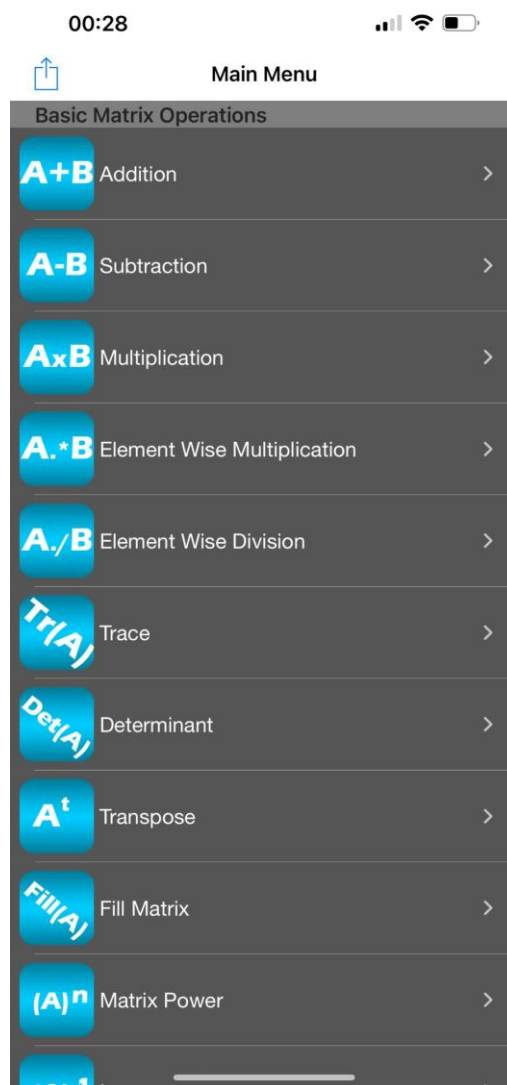 00:28
Main Menu
Basic Matrix Operations
A+B Addition
A-B Subtraction
AxB Multiplication
A.*B Element Wise Multiplication
A./B Element Wise Division
Tr(A) Trace
Det(A) Determinant
Aᵗ Transpose
Fill(A) Fill Matrix
(A)ⁿ Matrix Power